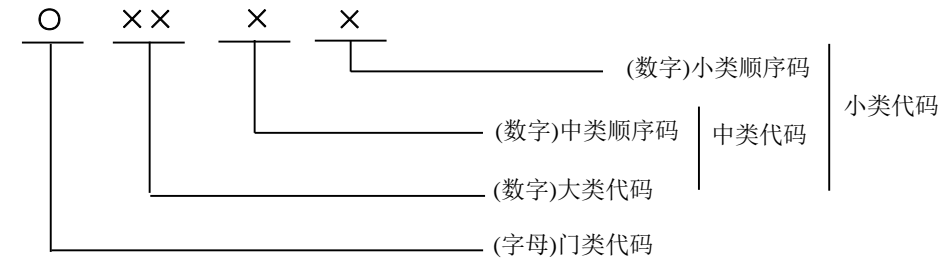 ○ ×× × ×
(数字)小类顺序码
小类代码
(数字)中类顺序码
中类代码
(数字)大类代码
(字母)门类代码